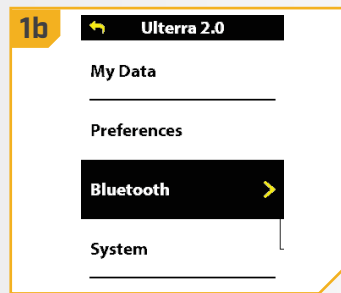 1b
Ulterra 2.0
My Data
Preferences
Bluetooth
System